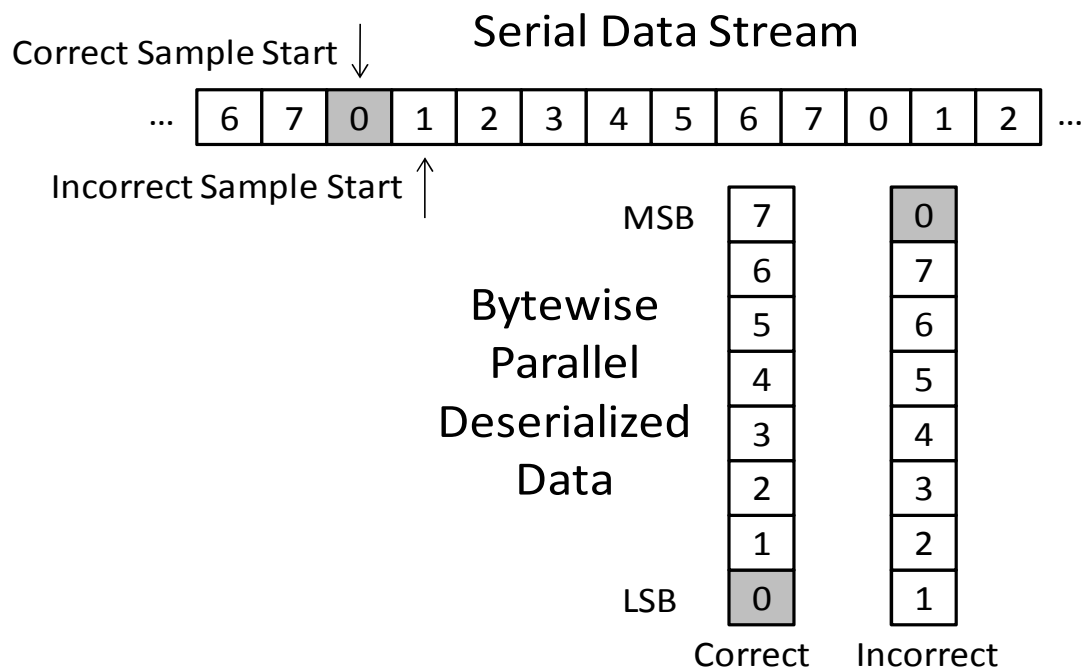 Serial Data Stream
Correct Sample Start
... 6 7 0 1 2 3 4 5 6 7 0 1 2 ...
Incorrect Sample Start
MSB 7 0
6 7
Bytewise
5 6
Parallel
4 5
Deserialized
3 4
Data
2 3
1 2
LSB 0 1
Correct Incorrect